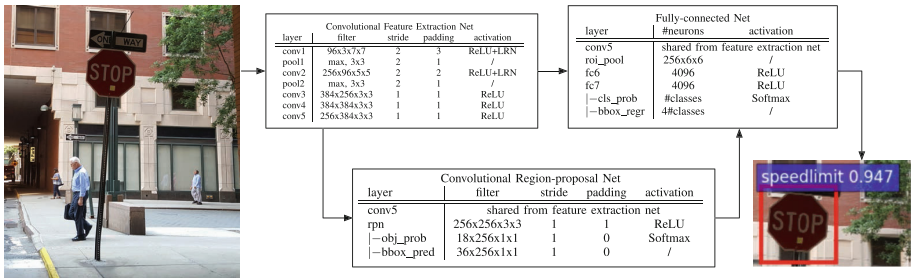 ONE WAY
STOP
Convolutional Feature Extraction Net
layer filter stride padding activation
conv1 96x3x7x7 2 3 ReLU+LRN
pool1 max, 3x3 2 1 /
conv2 256x96x5x5 2 2 ReLU+LRN
pool2 max, 3x3 2 1 /
conv3 384x256x3x3 1 1 ReLU
conv4 384x384x3x3 1 1 ReLU
conv5 256x384x3x3 1 1 ReLU
Fully-connected Net
layer #neurons activation
conv5 shared from feature extraction net
roi_pool 256x6x6 /
fc6 4096 ReLU
fc7 4096 ReLU
|−cls_prob #classes Softmax
|−bbox_regr 4#classes /
Convolutional Region-proposal Net
layer filter stride padding activation
conv5 shared from feature extraction net
rpn 256x256x3x3 1 1 ReLU
|−obj_prob 18x256x1x1 1 0 Softmax
|−bbox_pred 36x256x1x1 1 0 /
speedlimit 0.947
STOP